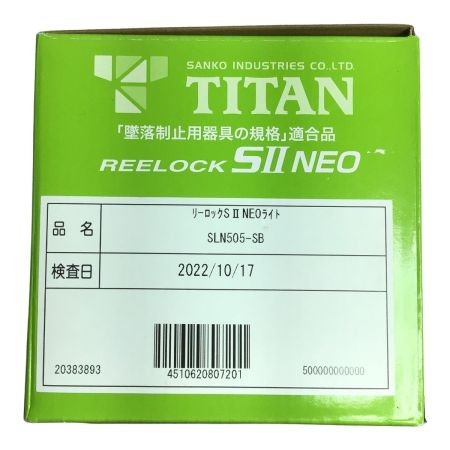 SANKO INDUSTRIES CO.,LTD.
TITAN
「墜落制止用器具の規格」適合品
REELOCK SII NEO
品名 リーロックSⅡNEOライト
SLN505-SB
検査日 2022/10/17
20383893 4510620807201 500000000000